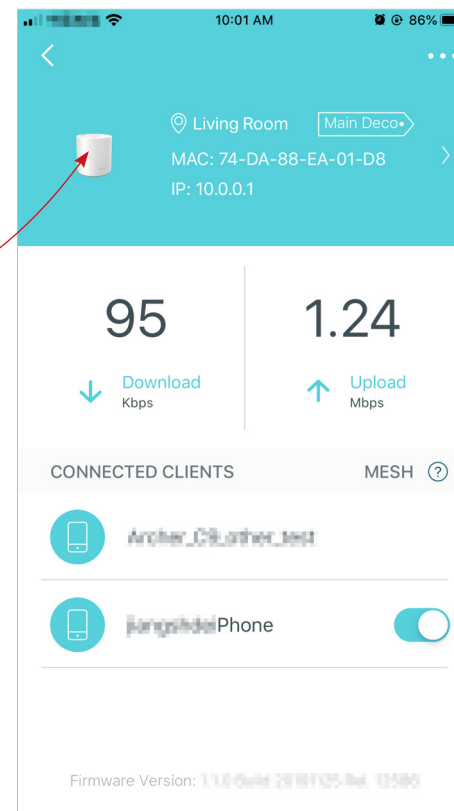 10:01 AM
86%
Living Room
Main Deco
MAC: 74-DA-88-EA-01-D8
IP: 10.0.0.1
95
1.24
Download
Kbps
Upload
Mbps
CONNECTED CLIENTS
MESH ?
Phone
Firmware Version: